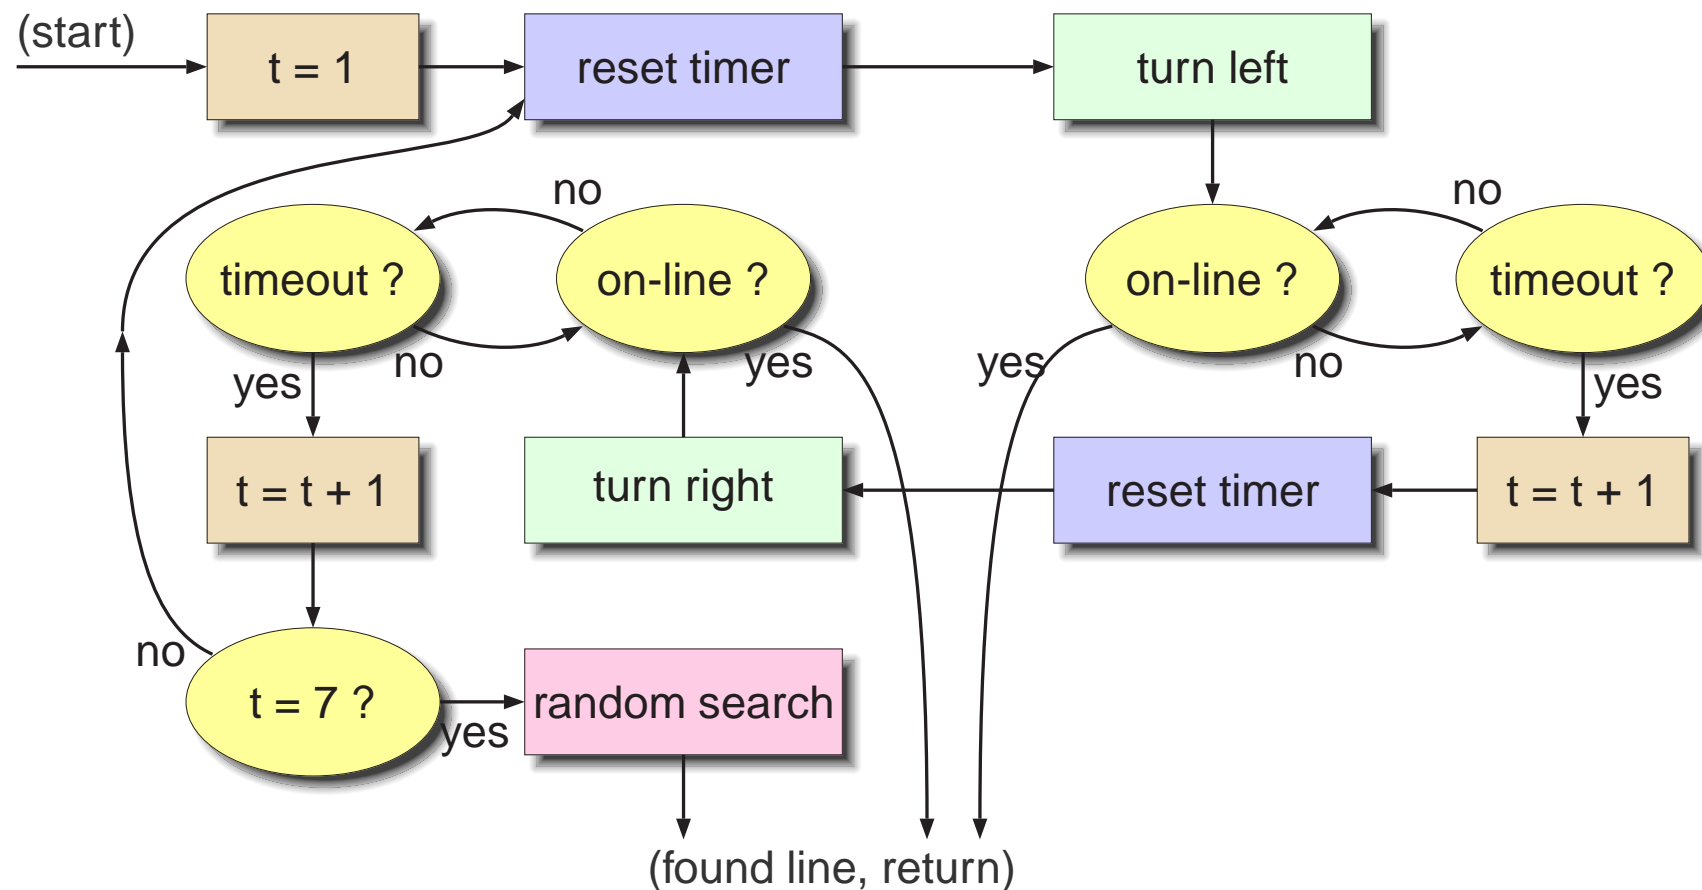 (start)
t = 1
reset timer
turn left
no
no
timeout ?
on-line ?
on-line ?
timeout ?
yes
no
yes
yes
no
yes
t = t + 1
turn right
reset timer
t = t + 1
no
t = 7 ?
yes
random search
(found line, return)